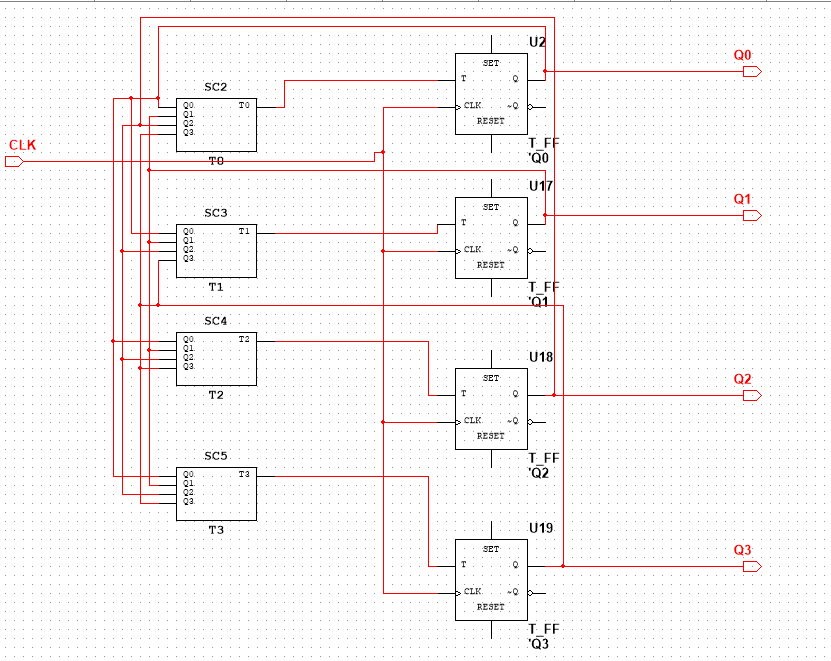 U2
Q0
SET
T Q
CLK ~Q
RESET
T_FF
'Q0
SC2
Q0 T0
Q1
Q2
Q3
T0
CLK
U17
Q1
SET
T Q
CLK ~Q
RESET
T_FF
'Q1
SC3
Q0 T1
Q1
Q2
Q3
T1
SC4
Q0 T2
Q1
Q2
Q3
T2
U18
Q2
SET
T Q
CLK ~Q
RESET
T_FF
'Q2
SC5
Q0 T3
Q1
Q2
Q3
T3
U19
Q3
SET
T Q
CLK ~Q
RESET
T_FF
'Q3